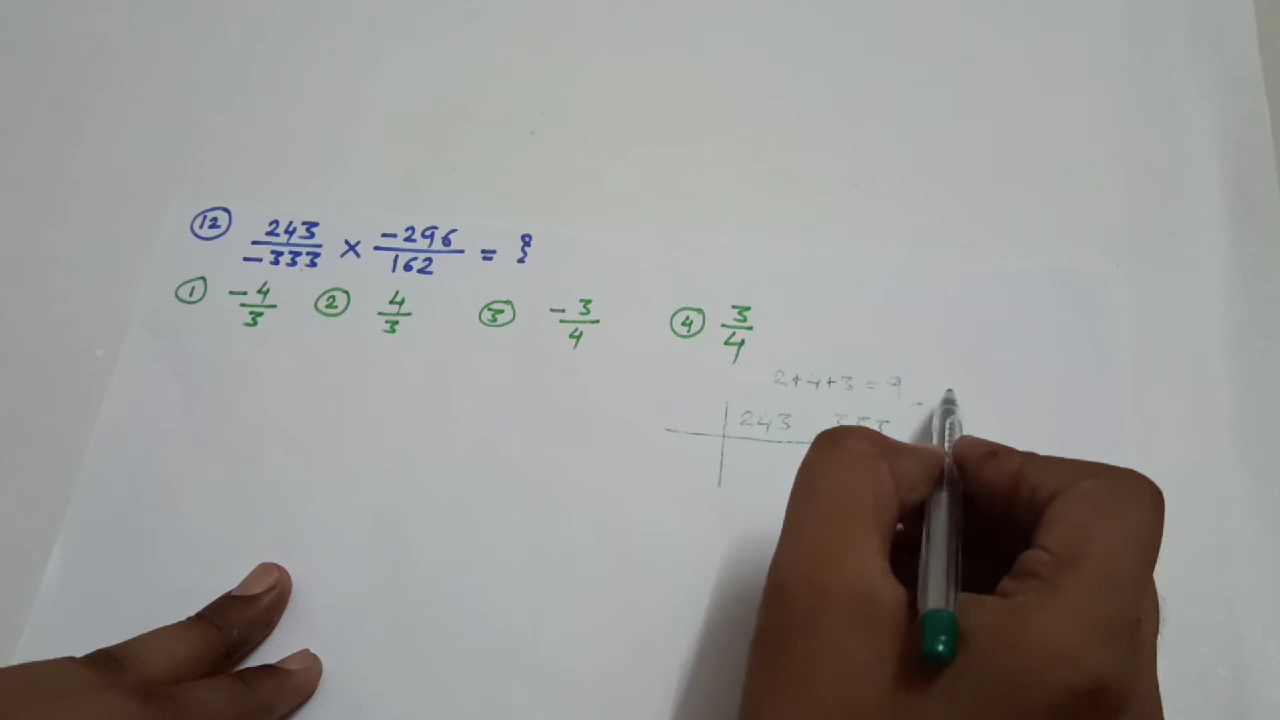 12 243/-333 × -296/162 = ?
1 -4/3 2 4/3 3 -3/4 4 3/4
2+4+3=9
243 333